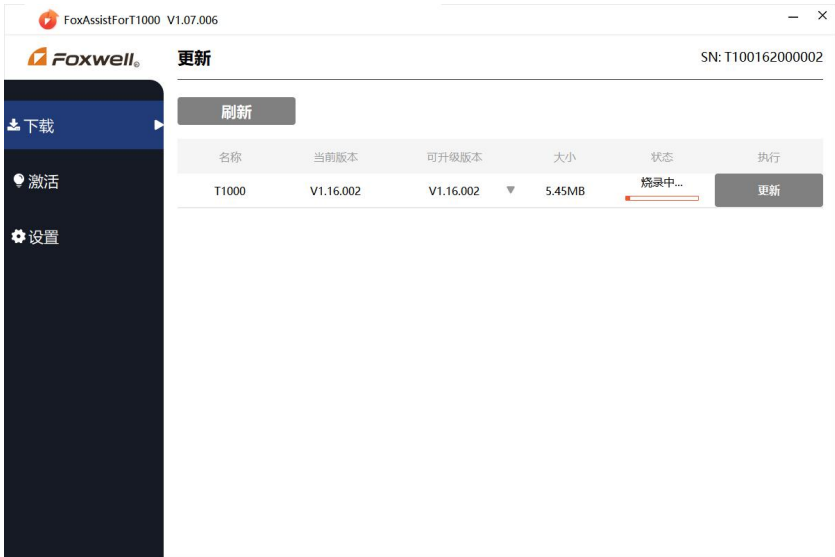 FoxAssistForT1000 V1.07.006
Foxwell®
更新
SN: T100162000002
下载
激活
设置
刷新
名称 当前版本 可升级版本 大小 状态 执行
T1000 V1.16.002 V1.16.002 5.45MB 烧录中... 更新